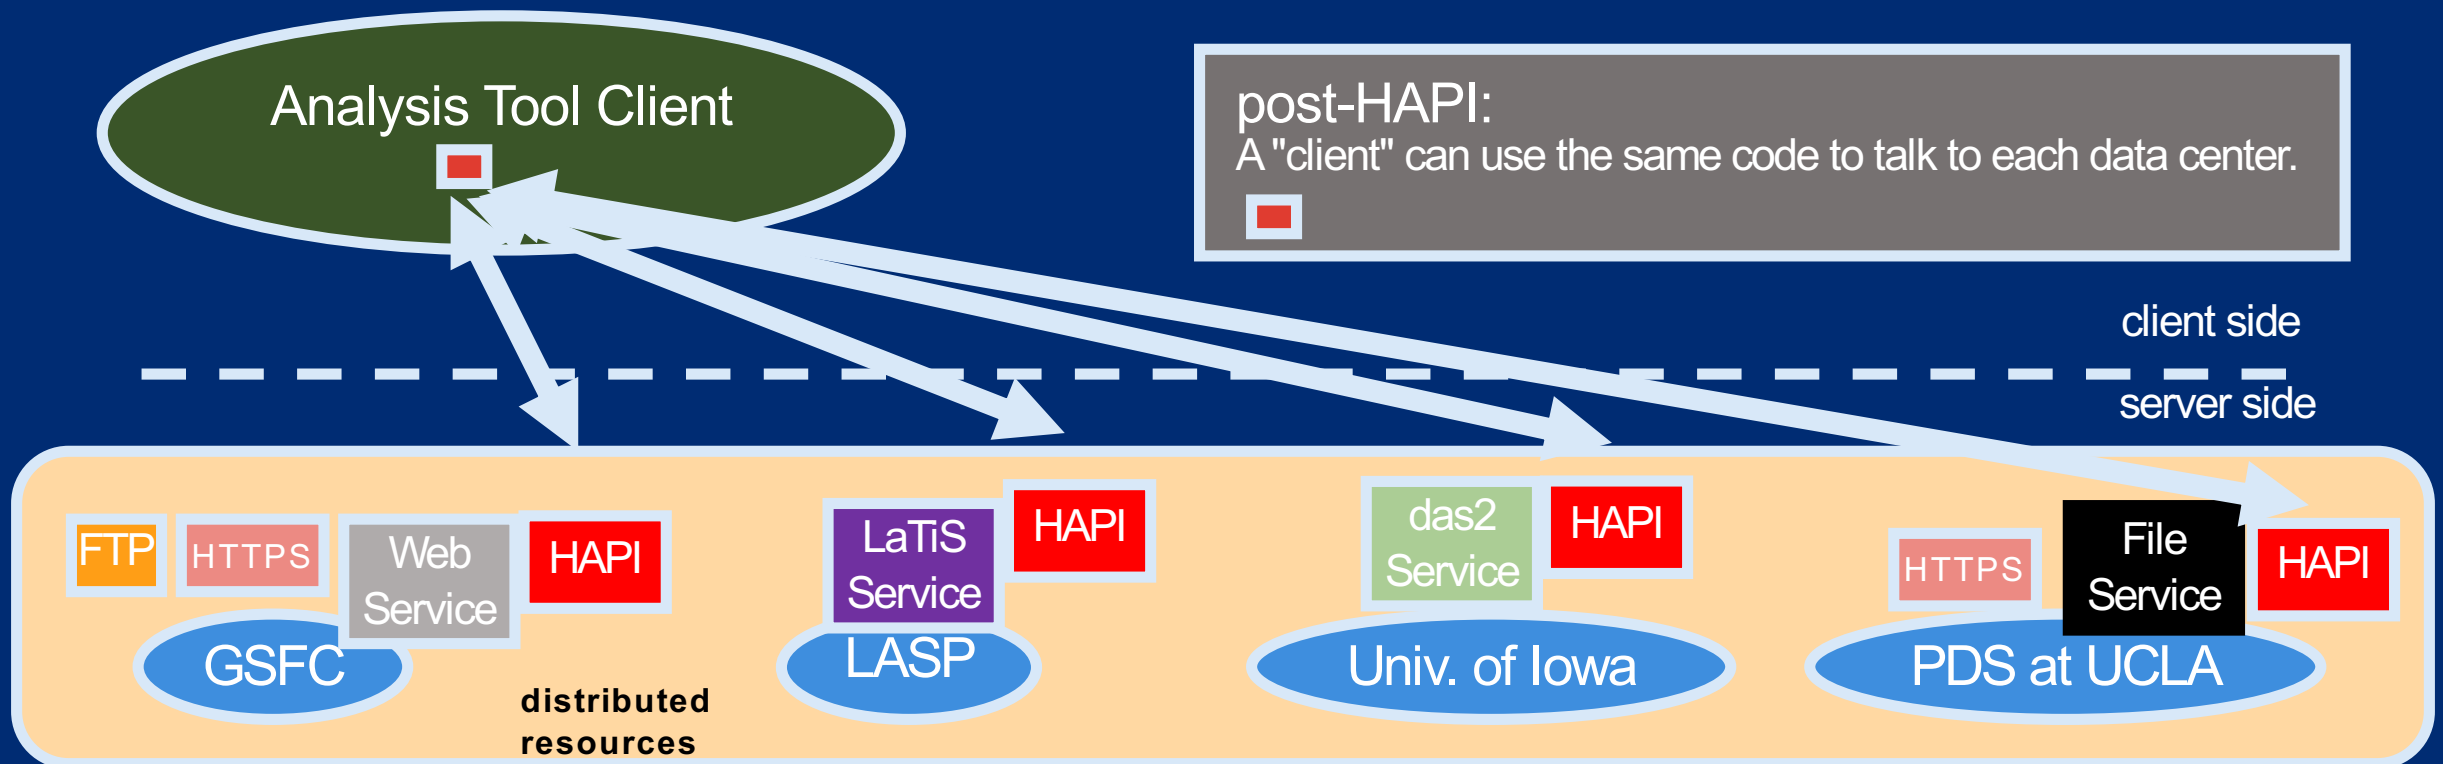 Analysis Tool Client
post-HAPI:
A "client" can use the same code to talk to each data center.
client side
server side
FTP
HTTPS
Web
Service
HAPI
GSFC
LaTiS
Service
HAPI
LASP
das2
Service
HAPI
Univ. of Iowa
HTTPS
File
Service
HAPI
PDS at UCLA
distributed
resources